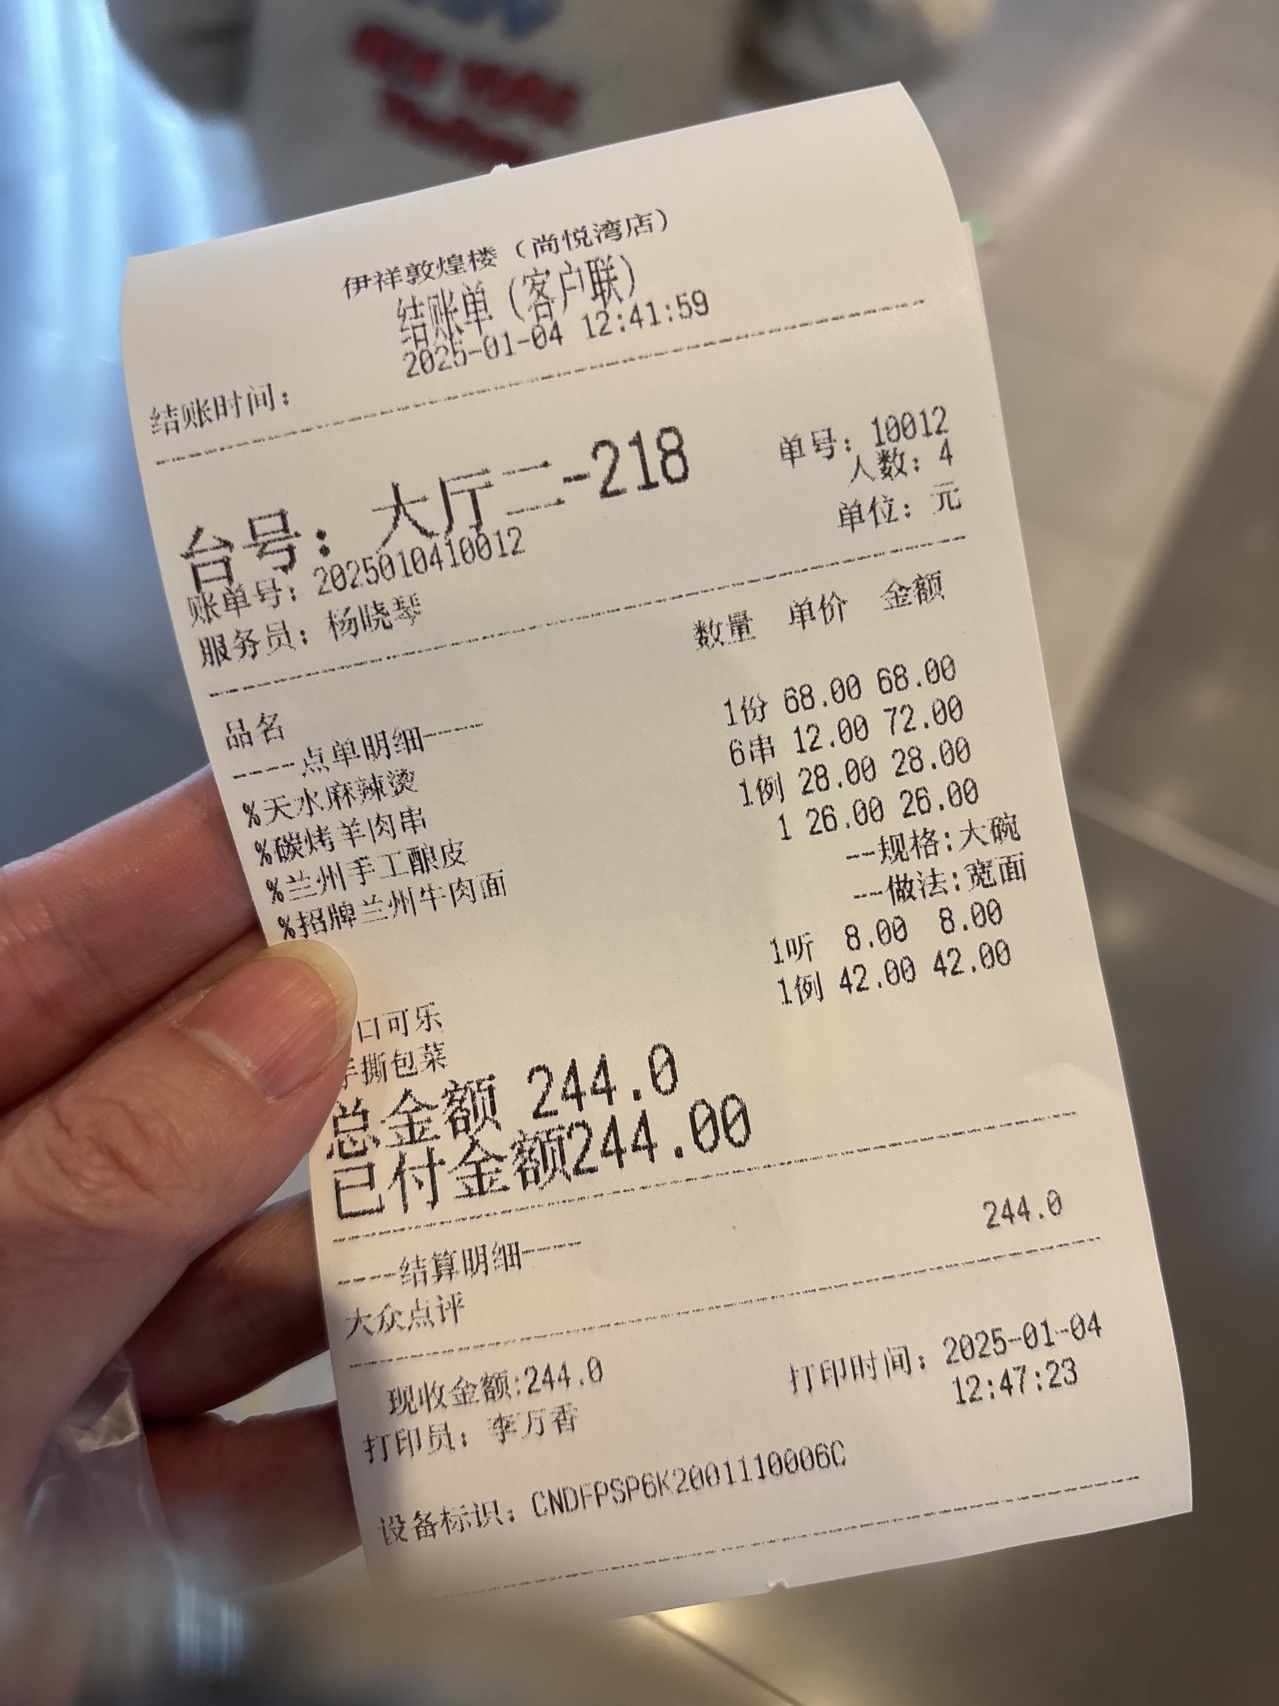 NEW YORK
伊祥敦煌楼（尚悦湾店）
结账单（客户联）
结账时间： 2025-01-04 12:41:59
台号：大厅二-218 单号：10012
人数：4
账单号：2025010410012 单位：元
服务员：杨晓琴
品名 数量 单价 金额
----点单明细----
%天水麻辣烫 1份 68.00 68.00
%碳烤羊肉串 6串 12.00 72.00
%兰州手工酿皮 1例 28.00 28.00
%招牌兰州牛肉面 1 26.00 26.00
--规格:大碗
--做法:宽面
口可乐 1听 8.00 8.00
手撕包菜 1例 42.00 42.00
总金额 244.0
已付金额244.00
----结算明细----
大众点评 244.0
现收金额:244.0
打印员：李万香 打印时间：2025-01-04
12:47:23
设备标识：CNDFPSP6K2001110006C